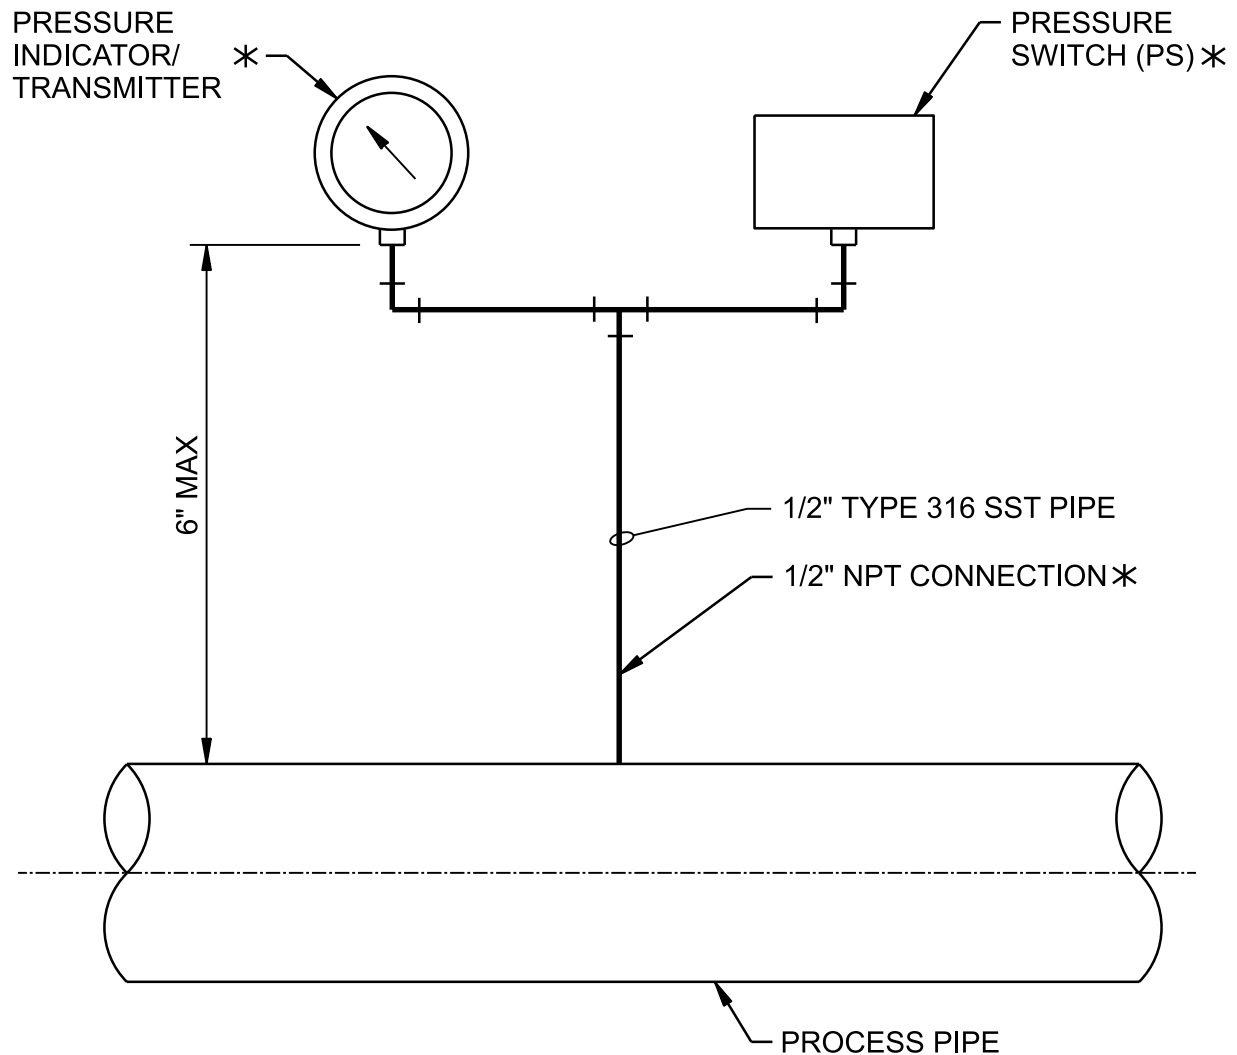 PRESSURE
INDICATOR/
TRANSMITTER
PRESSURE
SWITCH (PS)
6" MAX
1/2" TYPE 316 SST PIPE
1/2" NPT CONNECTION
PROCESS PIPE